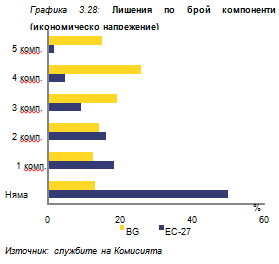 Графика 3.28: Лишения по брой компоненти
(икономическо напрежение)
5 комп.
4 комп.
3 комп.
2 комп.
1 комп.
Няма
0 20 40 60
%
BG ЕС-27
Източник: службите на Комисията